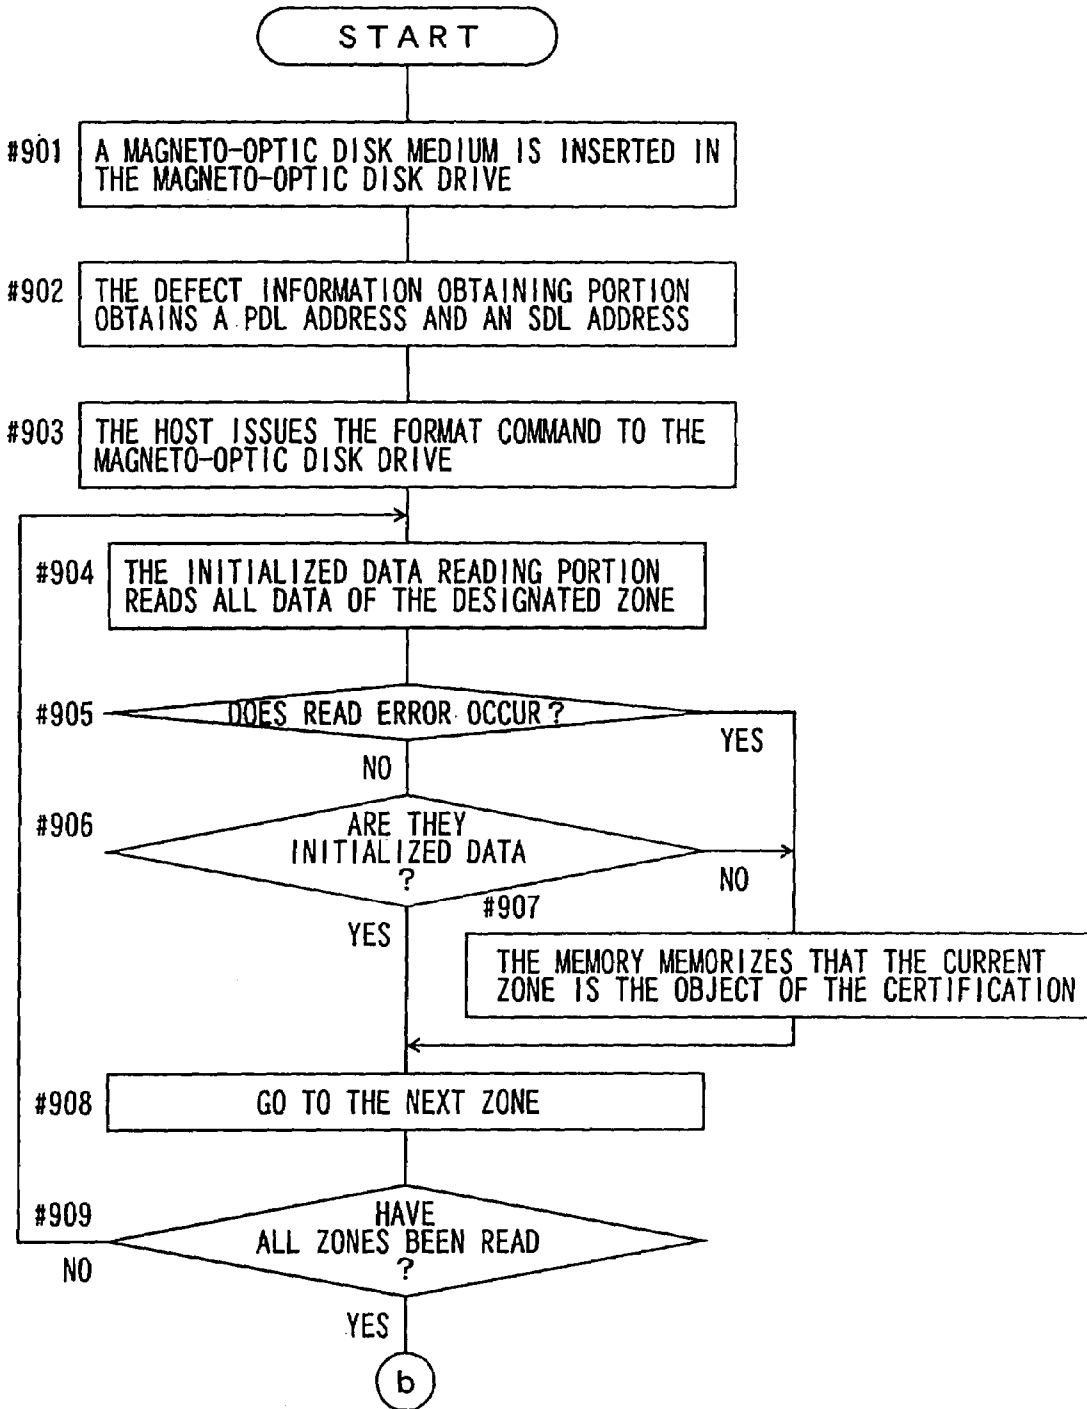 START
#901
A MAGNETO-OPTIC DISK MEDIUM IS INSERTED IN
THE MAGNETO-OPTIC DISK DRIVE
#902
THE DEFECT INFORMATION OBTAINING PORTION
OBTAINS A PDL ADDRESS AND AN SDL ADDRESS
#903
THE HOST ISSUES THE FORMAT COMMAND TO THE
MAGNETO-OPTIC DISK DRIVE
#904
THE INITIALIZED DATA READING PORTION
READS ALL DATA OF THE DESIGNATED ZONE
#905
DOES READ ERROR OCCUR?
YES
NO
#906
ARE THEY
INITIALIZED DATA
?
NO
YES
#907
THE MEMORY MEMORIZES THAT THE CURRENT
ZONE IS THE OBJECT OF THE CERTIFICATION
#908
GO TO THE NEXT ZONE
#909
HAVE
ALL ZONES BEEN READ
?
NO
YES
b